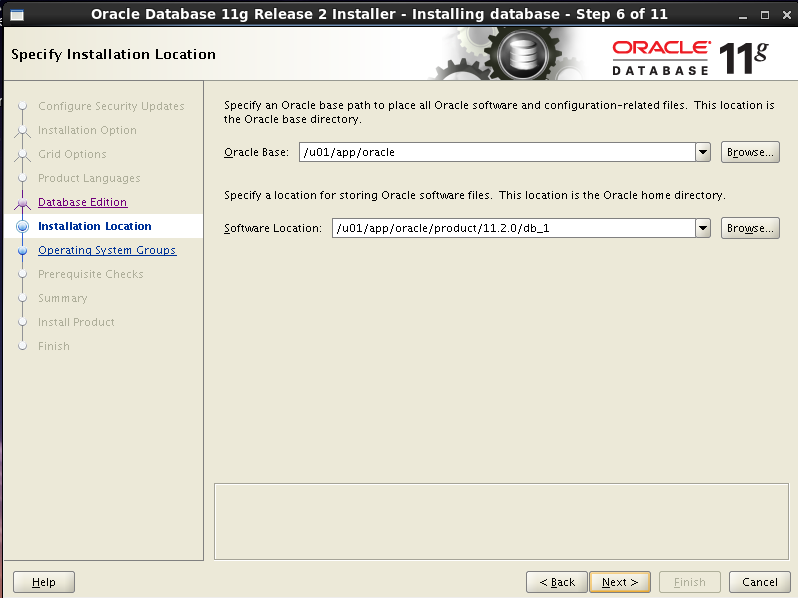 Oracle Database 11g Release 2 Installer - Installing database - Step 6 of 11
Specify Installation Location
ORACLE
DATABASE
11g
Configure Security Updates
Installation Option
Grid Options
Product Languages
Database Edition
Installation Location
Operating System Groups
Prerequisite Checks
Summary
Install Product
Finish
Specify an Oracle base path to place all Oracle software and configuration-related files. This location is
the Oracle base directory.
Oracle Base: /u01/app/oracle Browse...
Specify a location for storing Oracle software files. This location is the Oracle home directory.
Software Location: /u01/app/oracle/product/11.2.0/db_1 Browse...
Help < Back Next > Finish Cancel